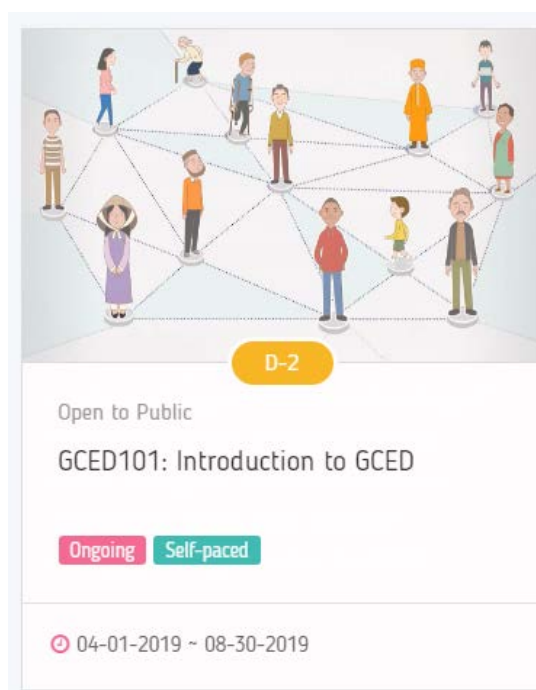 D-2
Open to Public
GCED101: Introduction to GCED
Ongoing Self-paced
04-01-2019 ~ 08-30-2019